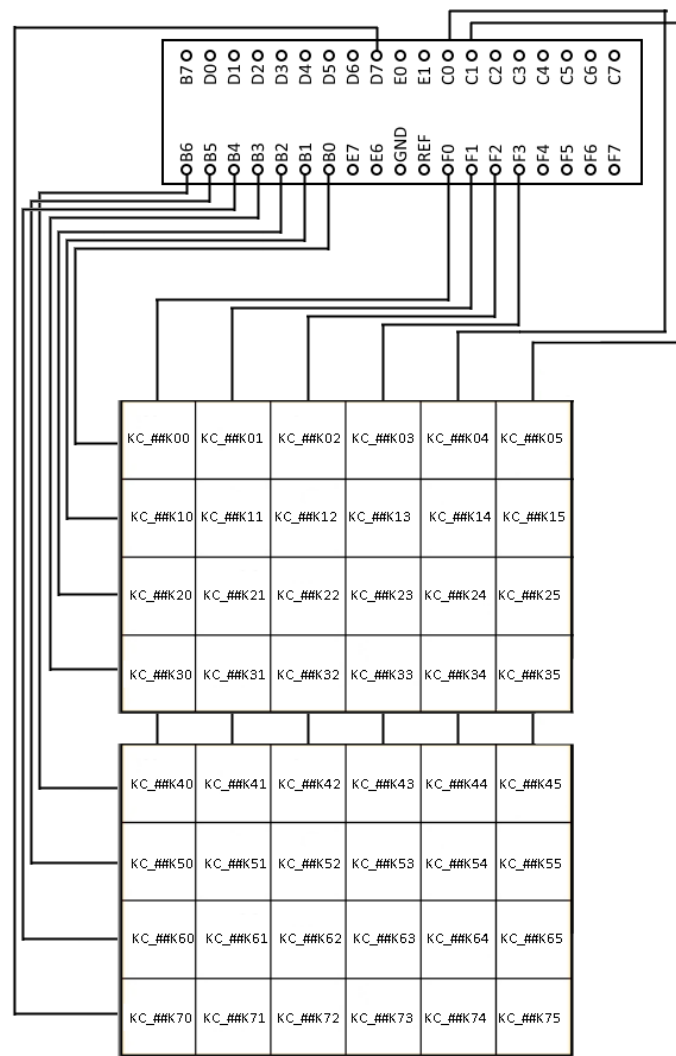 B7 D0 D1 D2 D3 D4 D5 D6 D7 E0 E1 C0 C1 C2 C3 C4 C5 C6 C7
B6 B5 B4 B3 B2 B1 B0 E7 E6 GND REF F0 F1 F2 F3 F4 F5 F6 F7
KC_##K00 KC_##K01 KC_##K02 KC_##K03 KC_##K04 KC_##K05
KC_##K10 KC_##K11 KC_##K12 KC_##K13 KC_##K14 KC_##K15
KC_##K20 KC_##K21 KC_##K22 KC_##K23 KC_##K24 KC_##K25
KC_##K30 KC_##K31 KC_##K32 KC_##K33 KC_##K34 KC_##K35
KC_##K40 KC_##K41 KC_##K42 KC_##K43 KC_##K44 KC_##K45
KC_##K50 KC_##K51 KC_##K52 KC_##K53 KC_##K54 KC_##K55
KC_##K60 KC_##K61 KC_##K62 KC_##K63 KC_##K64 KC_##K65
KC_##K70 KC_##K71 KC_##K72 KC_##K73 KC_##K74 KC_##K75